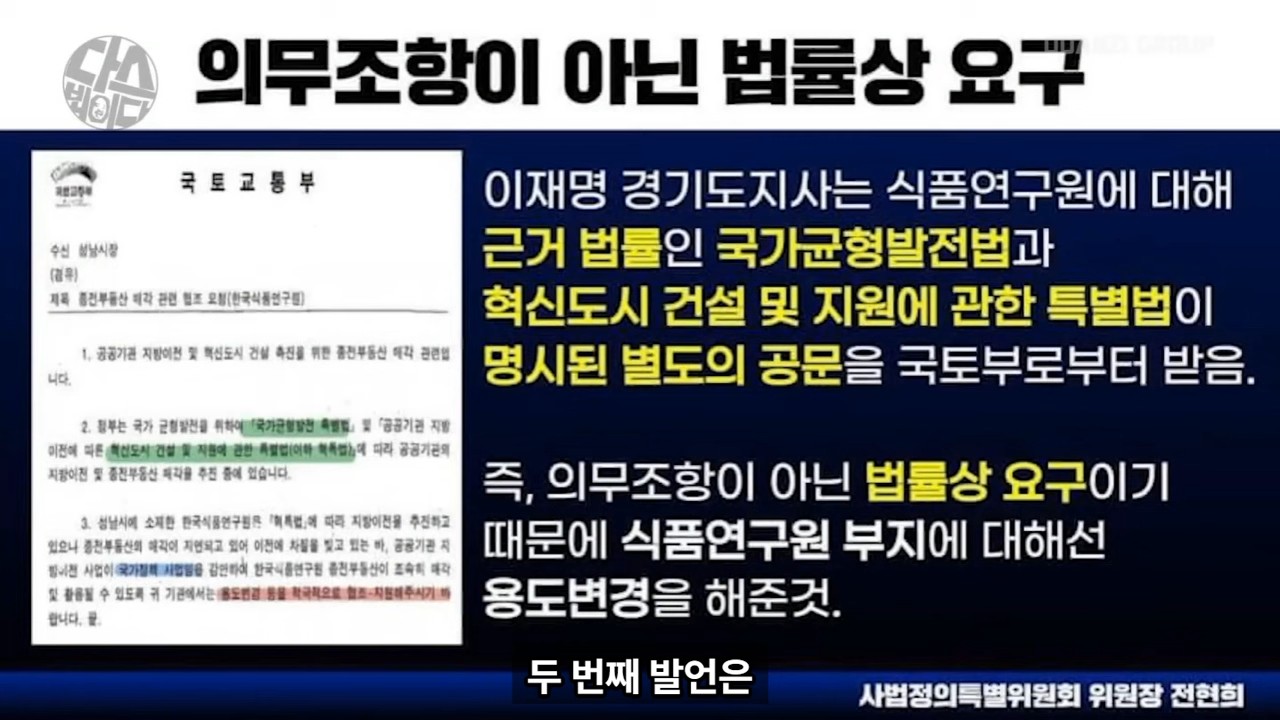 다스뵈이다
의무조항이 아닌 법률상 요구
국토교통부
국 토 교 통 부
수신 성남시장
(경유)
제목 종전부동산 매각 관련 협조 요청(한국식품연구원)
1. 공공기관 지방이전 및 혁신도시 건설 촉진을 위한 종전부동산 매각 관련입
니다.
2. 정부는 국가 균형발전을 위하여 「국가균형발전 특별법」 및 「공공기관 지방
이전에 따른 혁신도시 건설 및 지원에 관한 특별법(이하 혁특법)」에 따라 공공기관의
지방이전 및 종전부동산 매각을 추진 중에 있습니다.
3. 성남시에 소재한 한국식품연구원은 「혁특법」에 따라 지방이전을 추진하고
있으나 종전부동산의 매각이 지연되고 있어 이전에 차질을 빚고 있는 바, 공공기관 지
방이전 사업이 국가정책 사업임을 감안하여 한국식품연구원 종전부동산이 조속히 매각
및 활용될 수 있도록 귀 기관에서는 용도변경 등을 적극적으로 협조·지원해주시기 바
랍니다. 끝.
이재명 경기도지사는 식품연구원에 대해
근거 법률인 국가균형발전법과
혁신도시 건설 및 지원에 관한 특별법이
명시된 별도의 공문을 국토부로부터 받음.
즉, 의무조항이 아닌 법률상 요구이기
때문에 식품연구원 부지에 대해선
용도변경을 해준것.
두 번째 발언은
사법정의특별위원회 위원장 전현희